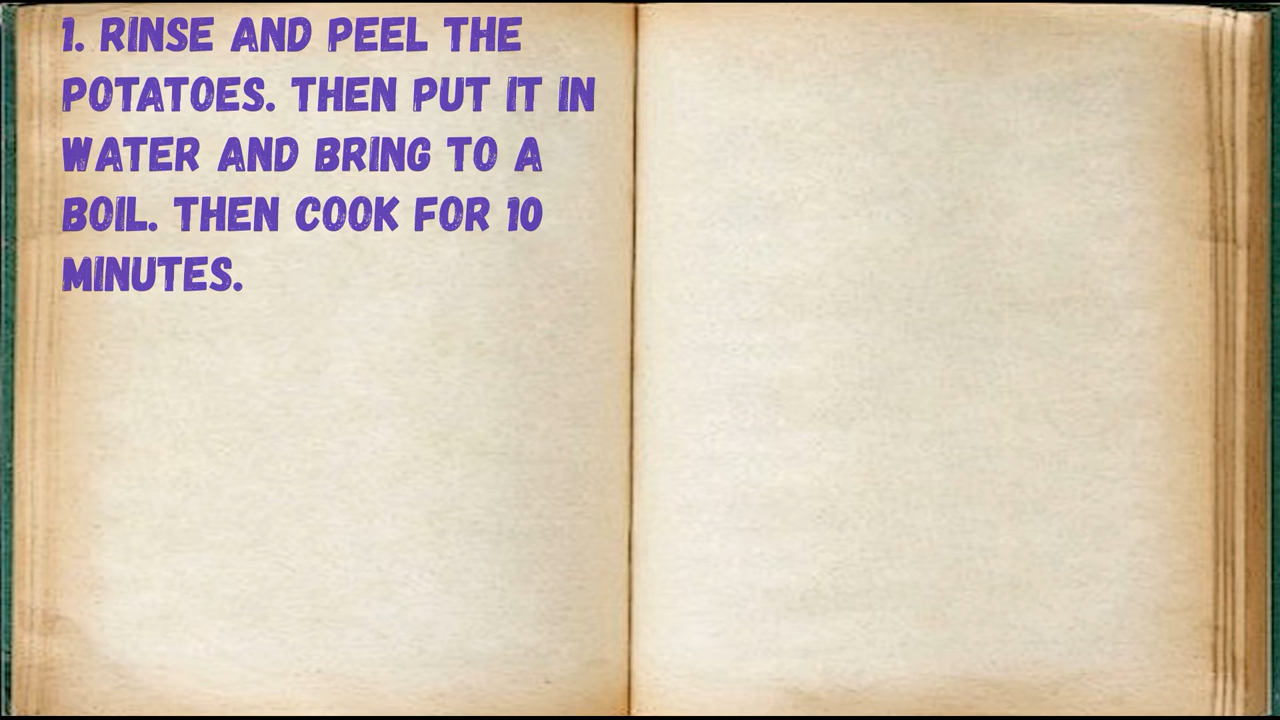 1. RINSE AND PEEL THE
POTATOES. THEN PUT IT IN
WATER AND BRING TO A
BOIL. THEN COOK FOR 10
MINUTES.